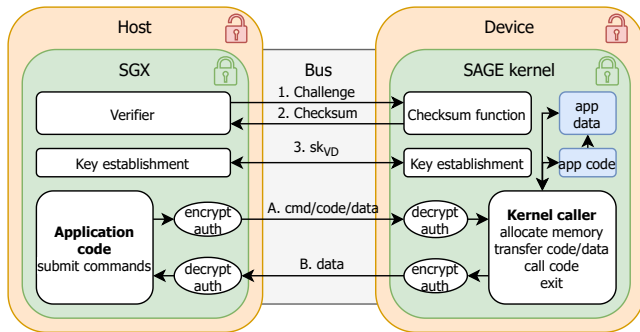 Host
Device
SGX
Bus
SAGE kernel
Verifier
1. Challenge
2. Checksum
Checksum function
app
data
Key establishment
3. skVD
Key establishment
app code
Application
code
submit commands
encrypt
auth
A. cmd/code/data
decrypt
auth
Kernel caller
allocate memory
transfer code/data
call code
exit
decrypt
auth
B. data
encrypt
auth